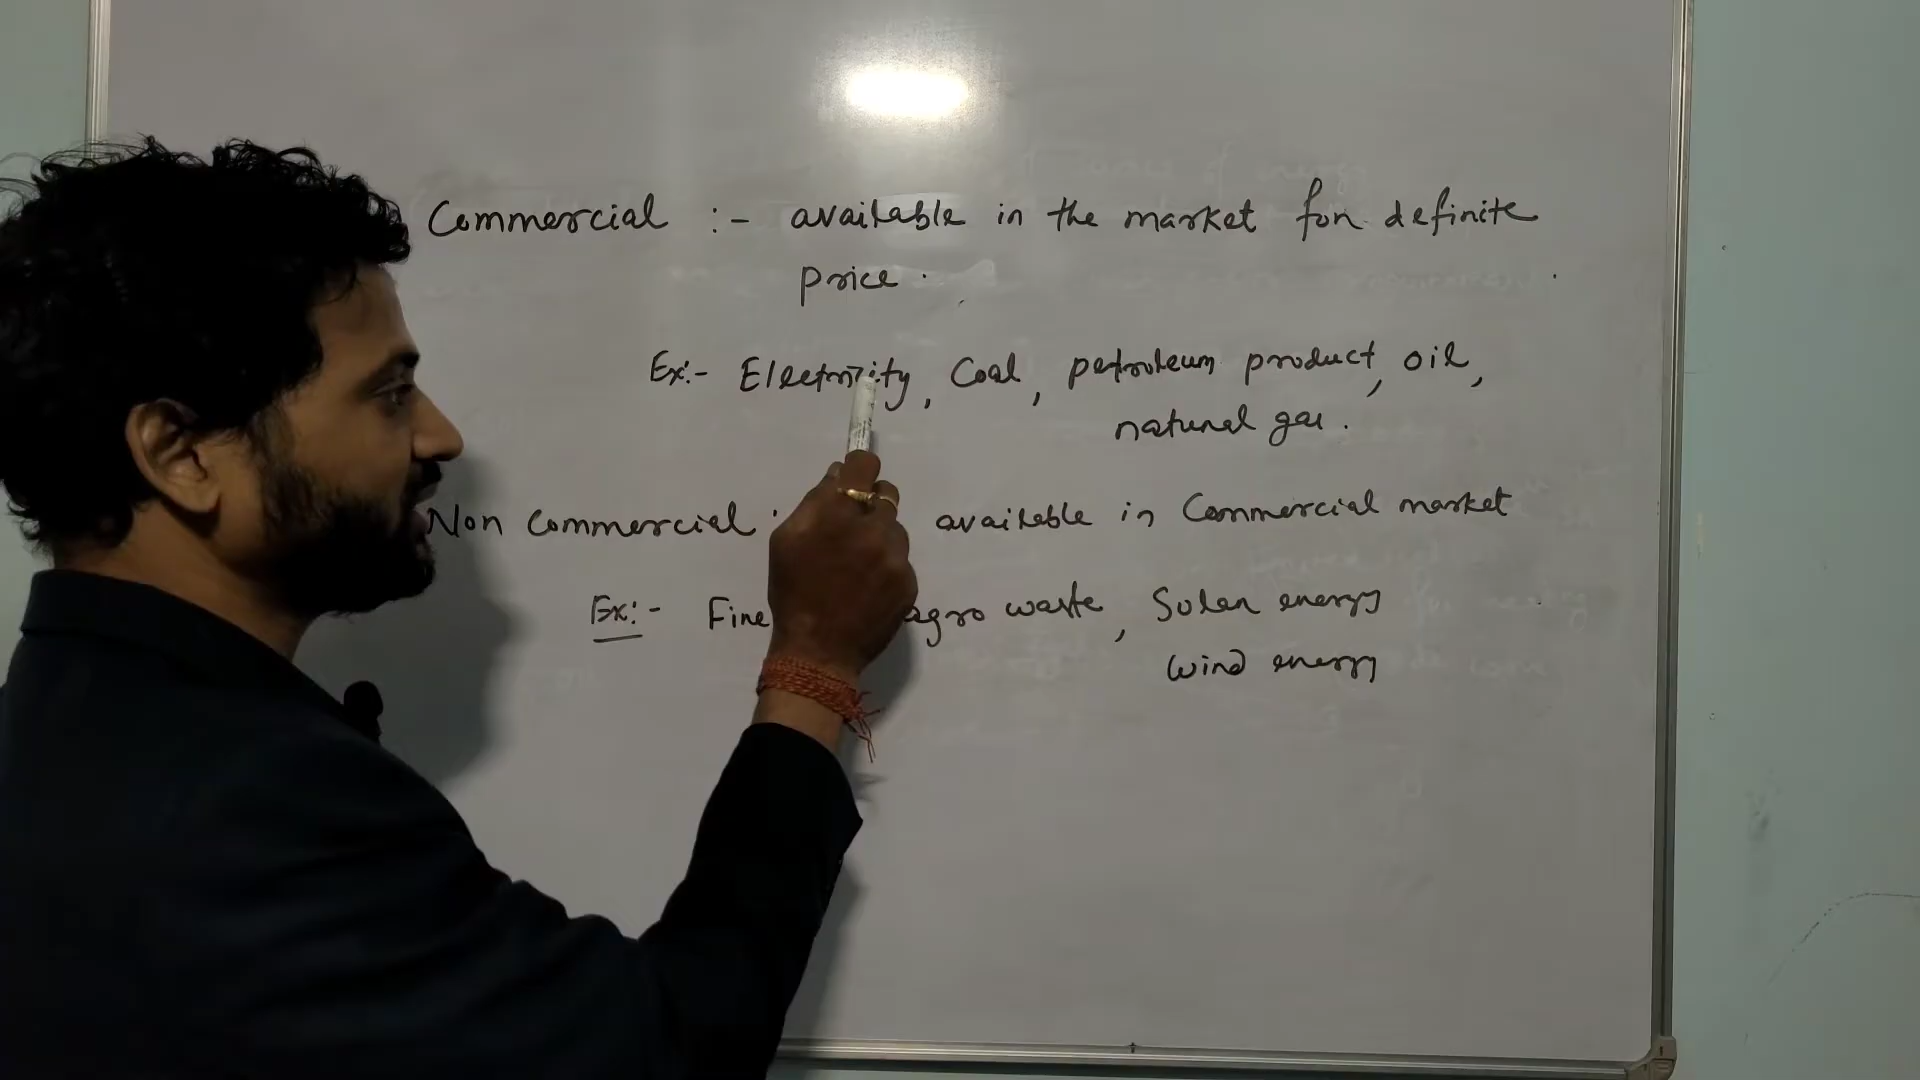 Commercial :- available in the market for definite
price.
Ex:- Electricity, Coal, petroleum product, oil,
natural gas.
Non Commercial available in Commercial market
Ex:- Fire agro waste, Solar energy
wind energy